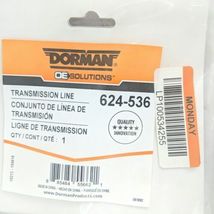 DORMAN
OE SOLUTIONS
TRANSMISSION LINE
624-536
CONJUNTO DE LÍNEA DE
TRANSMISIÓN
LIGNE DE TRANSMISSION
QTY / CONT / QTÉ : 1
QUALITY
INNOVATION
MONDAY
LP100534255
www.DormanProducts.com